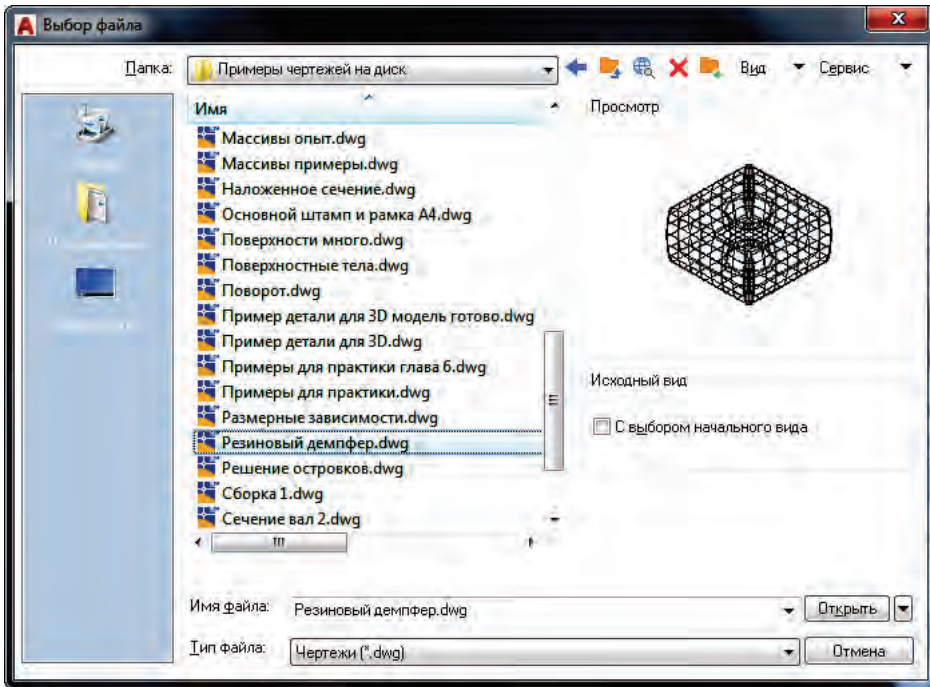 Выбор файла
Папка: Примеры чертежей на диск Вид Сервис
Имя
Просмотр
Массивы опыт.dwg
Массивы примеры.dwg
Наложенное сечение.dwg
Основной штамп и рамка А4.dwg
Поверхности много.dwg
Поверхностные тела.dwg
Поворот.dwg
Пример детали для 3D модель готово.dwg
Пример детали для 3D.dwg
Примеры для практики глава 6.dwg
Примеры для практики.dwg
Размерные зависимости.dwg
Резиновый демпфер.dwg
Решение островков.dwg
Сборка 1.dwg
Сечение вал 2.dwg
Исходный вид
С выбором начального вида
Имя файла: Резиновый демпфер.dwg Открыть
Тип файла: Чертежи (*.dwg) Отмена